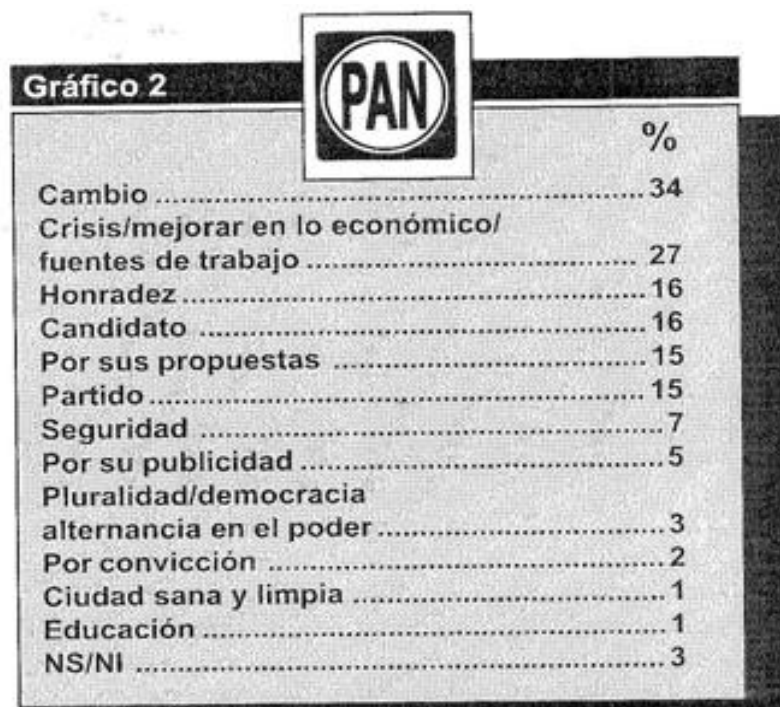 PAN
Gráfico 2
%
Cambio ........................ 34
Crisis/mejorar en lo económico/
fuentes de trabajo ........................ 27
Honradez ........................ 16
Candidato ........................ 16
Por sus propuestas ........................ 15
Partido ........................ 15
Seguridad ........................ 7
Por su publicidad ........................ 5
Pluralidad/democracia
alternancia en el poder ........................ 3
Por convicción ........................ 2
Ciudad sana y limpia ........................ 1
Educación ........................ 1
NS/NI ........................ 3